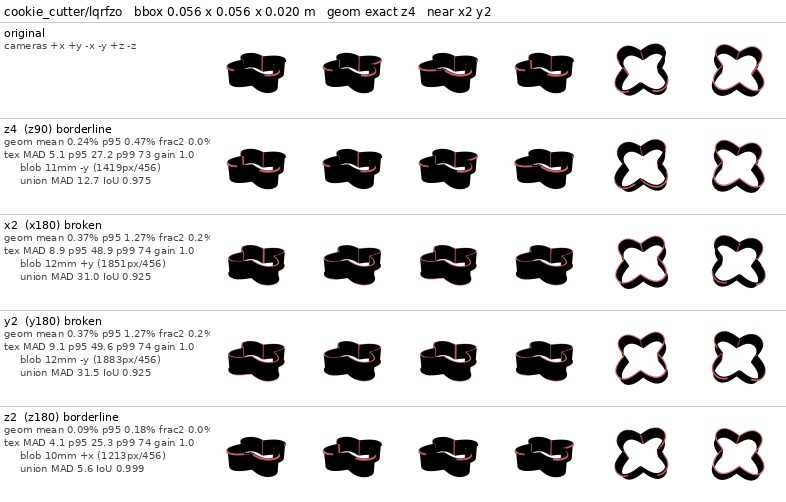 cookie_cutter/lqrfzo bbox 0.056 x 0.056 x 0.020 m geom exact z4 near x2 y2
original
cameras +x +y -x -y +z -z
z4 (z90) borderline
geom mean 0.24% p95 0.47% frac2 0.0%
tex MAD 5.1 p95 27.2 p99 73 gain 1.0
blob 11mm -y (1419px/456)
union MAD 12.7 IoU 0.975
x2 (x180) broken
geom mean 0.37% p95 1.27% frac2 0.2%
tex MAD 8.9 p95 48.9 p99 74 gain 1.0
blob 12mm +y (1851px/456)
union MAD 31.0 IoU 0.925
y2 (y180) broken
geom mean 0.37% p95 1.27% frac2 0.2%
tex MAD 9.1 p95 49.6 p99 74 gain 1.0
blob 12mm -y (1883px/456)
union MAD 31.5 IoU 0.925
z2 (z180) borderline
geom mean 0.09% p95 0.18% frac2 0.0%
tex MAD 4.1 p95 25.3 p99 74 gain 1.0
blob 10mm +x (1213px/456)
union MAD 5.6 IoU 0.999